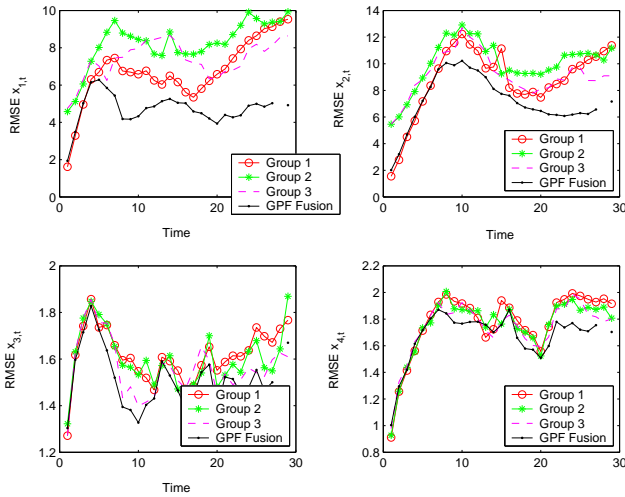 10
8
6
4
2
0
RMSE x1,t
0
10
20
30
Time
Group 1
Group 2
Group 3
GPF Fusion
14
12
10
8
6
4
2
0
RMSE x2,t
0
10
20
30
Time
Group 1
Group 2
Group 3
GPF Fusion
2
1.8
1.6
1.4
1.2
RMSE x3,t
0
10
20
30
Time
Group 1
Group 2
Group 3
GPF Fusion
2.2
2
1.8
1.6
1.4
1.2
1
0.8
RMSE x4,t
0
10
20
30
Time
Group 1
Group 2
Group 3
GPF Fusion